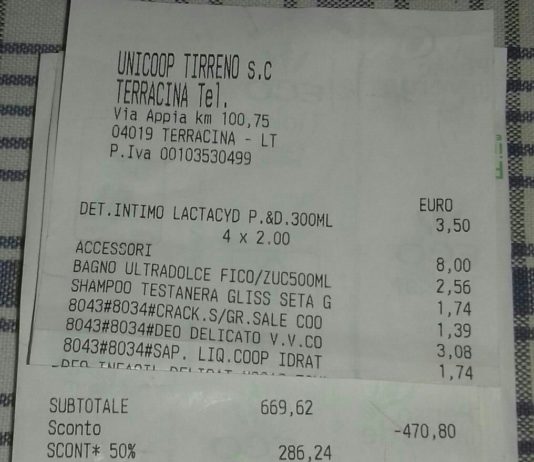 UNICOOP TIRRENO s.c
TERRACINA Tel.
Via Appia km 100,75
04019 TERRACINA - LT
P.Iva 00103530499
EURO
DET.INTIMO LACTACYD P.&D.300ML 3,50
4 x 2.00
ACCESSORI 8,00
BAGNO ULTRADOLCE FICO/ZUC500ML 2,56
SHAMPOO TESTANERA GLISS SETA G 1,74
8043#8034#CRACK.S/GR.SALE COO 1,39
8043#8034#DEO DELICATO V.V.CO 3,08
8043#8034#SAP. LIQ.COOP IDRAT 1,74
SUBTOTALE 669,62
Sconto -470,80
SCONT* 50% 286,24